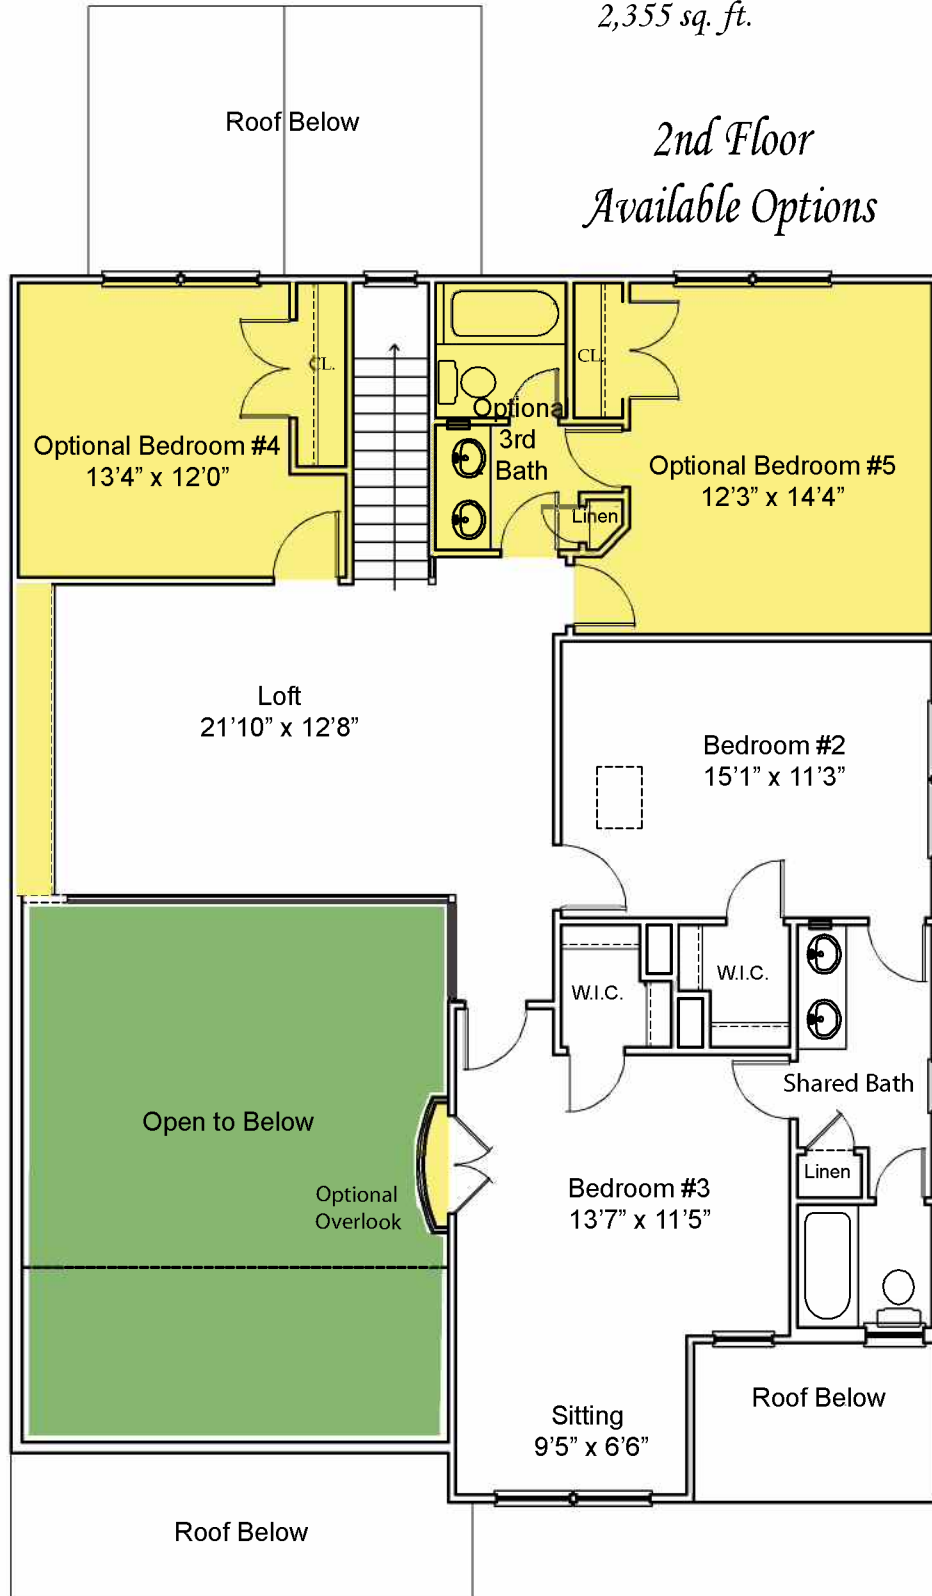 2,355 sq. ft.
Roof Below
2nd Floor
Available Options
CL.
CL.
Optional
3rd
Bath
Optional Bedroom #4
13’4” x 12’0”
Optional Bedroom #5
12’3” x 14’4”
Linen
Loft
21’10” x 12’8”
Bedroom #2
15’1” x 11’3”
W.I.C.
W.I.C.
Shared Bath
Open to Below
Linen
Optional
Overlook
Bedroom #3
13’7” x 11’5”
Roof Below
Sitting
9’5” x 6’6”
Roof Below